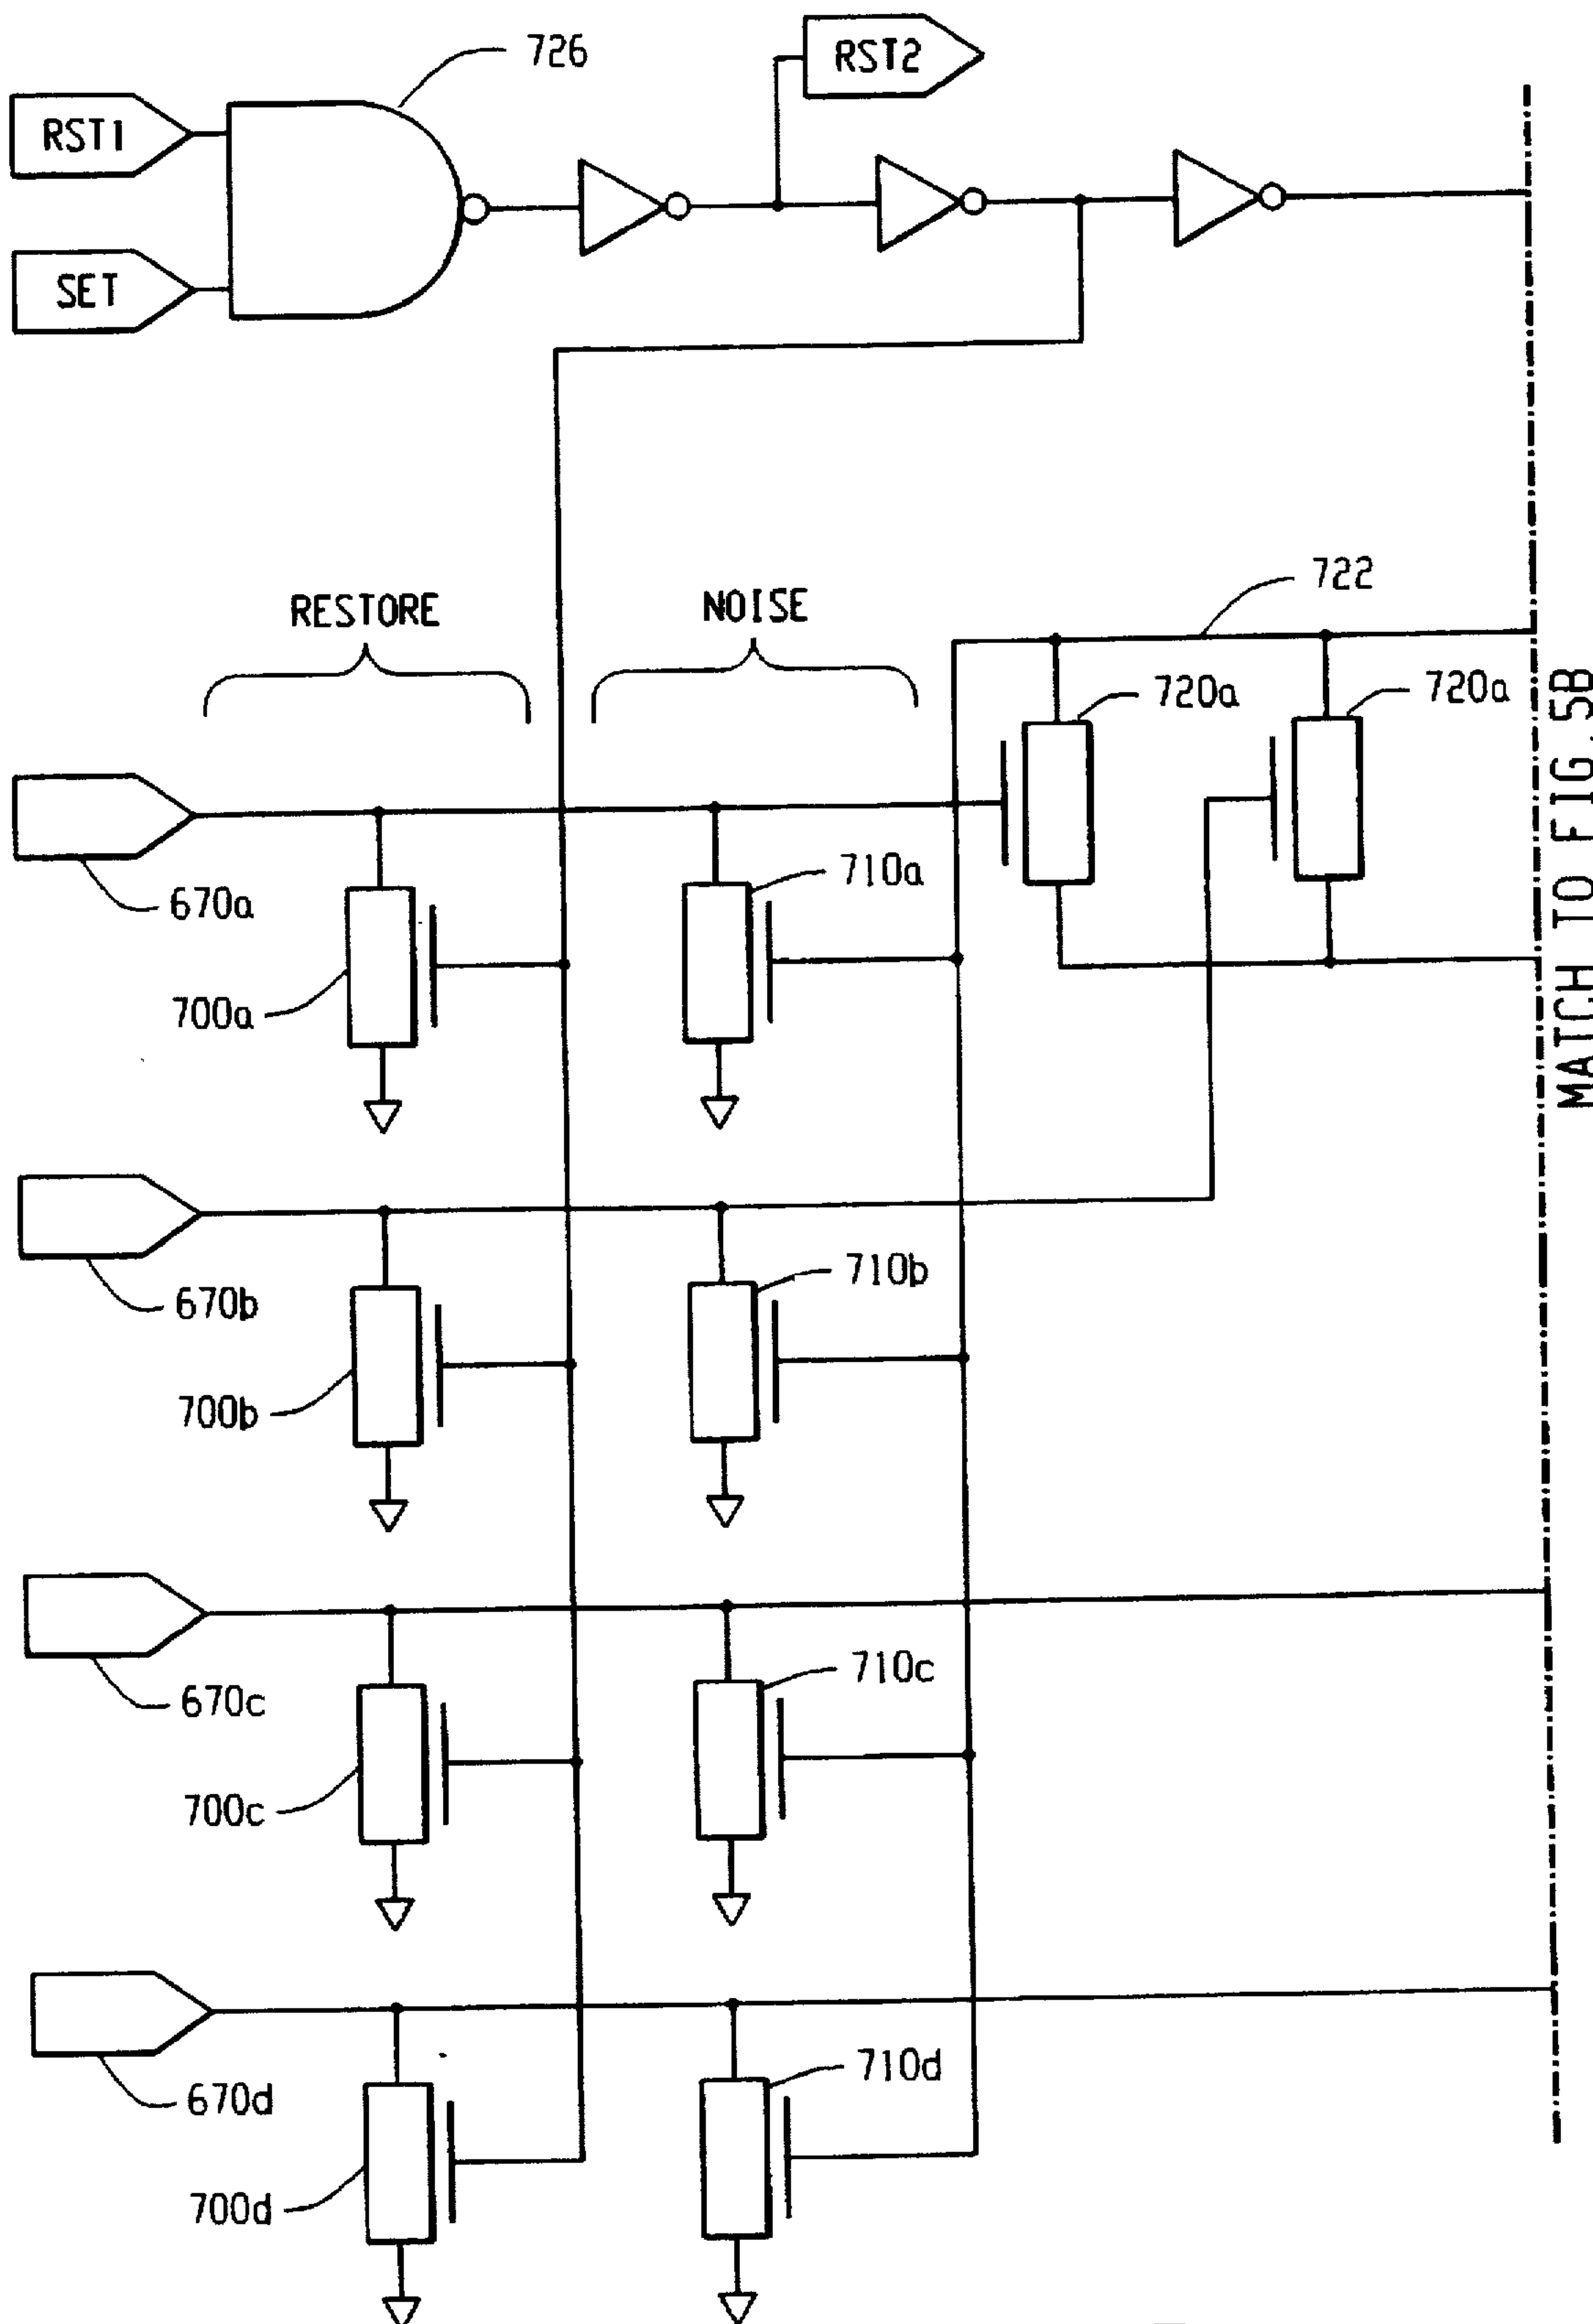 726
RST2
RST1
SET
722
RESTORE
NOISE
720a
720a
710a
670a
700a
MATCH TO FIG.5B
710b
670b
700b
710c
670c
700c
710d
670d
700d